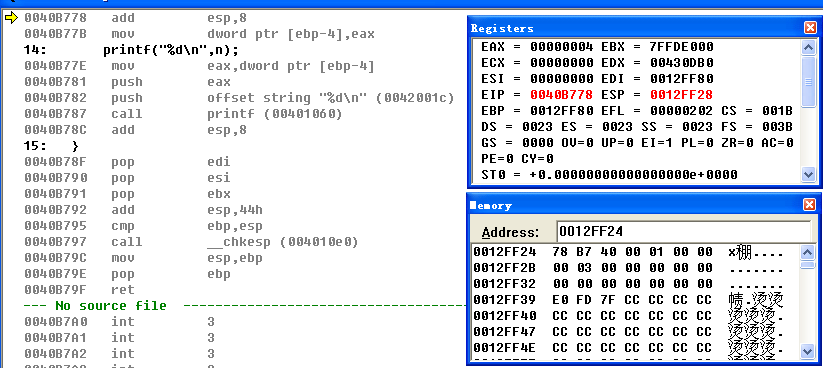 0040B778 add esp,8
0040B77B mov dword ptr [ebp-4],eax
14: printf("%d\n",n);
0040B77E mov eax,dword ptr [ebp-4]
0040B781 push eax
0040B782 push offset string "%d\n" (0042001c)
0040B787 call printf (00401060)
0040B78C add esp,8
15: }
0040B78F pop edi
0040B790 pop esi
0040B791 pop ebx
0040B792 add esp,44h
0040B795 cmp ebp,esp
0040B797 call __chkesp (004010e0)
0040B79C mov esp,ebp
0040B79E pop ebp
0040B79F ret
--- No source file ---
0040B7A0 int 3
0040B7A1 int 3
0040B7A2 int 3
Registers
EAX = 00000004 EBX = 7FFDE000
ECX = 00000000 EDX = 00430DB0
ESI = 00000000 EDI = 0012FF80
EIP = 0040B778 ESP = 0012FF28
EBP = 0012FF80 EFL = 00000202 CS = 001B
DS = 0023 ES = 0023 SS = 0023 FS = 003B
GS = 0000 OV=0 UP=0 EI=1 PL=0 ZR=0 AC=0
PE=0 CY=0
ST0 = +0.00000000000000000e+0000
Memory
Address: 0012FF24
0012FF24 78 B7 40 00 01 00 00 x稝....
0012FF2B 00 03 00 00 00 00 00 .......
0012FF32 00 00 00 00 00 00 00 .......
0012FF39 E0 FD 7F CC CC CC CC 帱.烫烫
0012FF40 CC CC CC CC CC CC CC 烫烫烫.
0012FF47 CC CC CC CC CC CC CC 烫烫烫.
0012FF4E CC CC CC CC CC CC CC 烫烫烫.